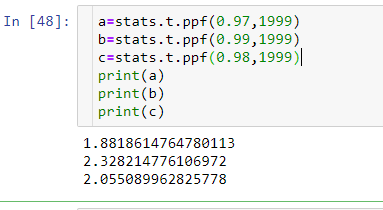 In [48]: a=stats.t.ppf(0.97,1999)
b=stats.t.ppf(0.99,1999)
c=stats.t.ppf(0.98,1999)
print(a)
print(b)
print(c)
1.8818614764780113
2.328214776106972
2.055089962825778